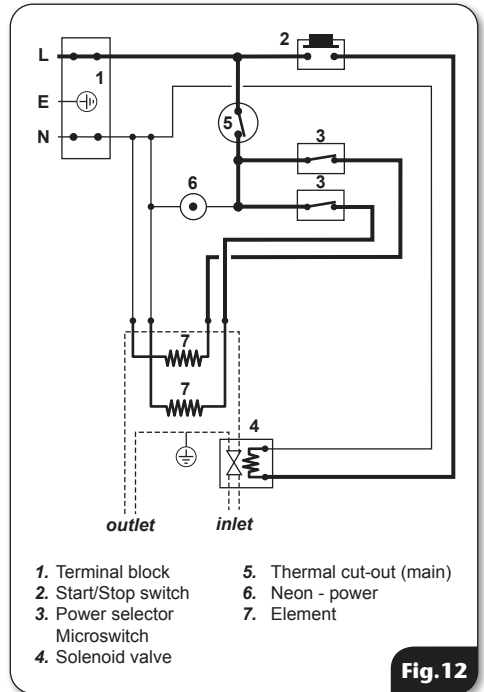 L
1
2
E
N
5
3
3
6
7
7
4
outlet
inlet
1. Terminal block
2. Start/Stop switch
3. Power selector
Microswitch
4. Solenoid valve
5. Thermal cut-out (main)
6. Neon - power
7. Element
Fig.12